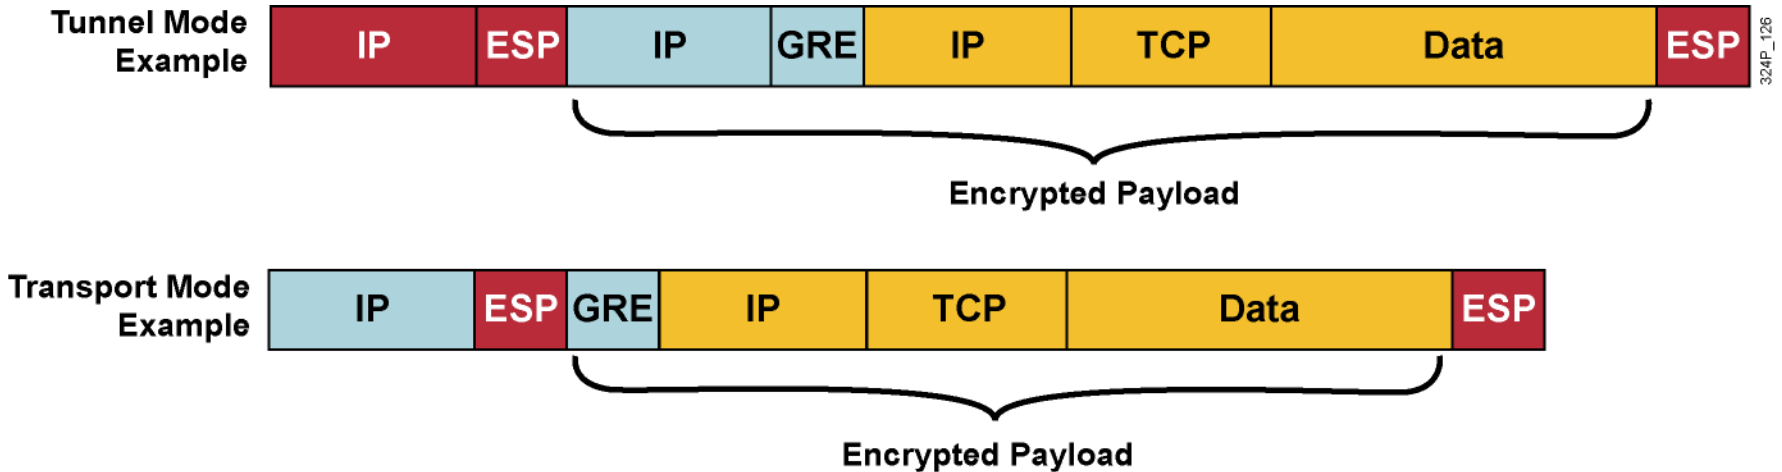 Tunnel Mode
Example
IP ESP IP GRE IP TCP Data ESP
324P_126
Encrypted Payload
Transport Mode
Example
IP ESP GRE IP TCP Data ESP
Encrypted Payload